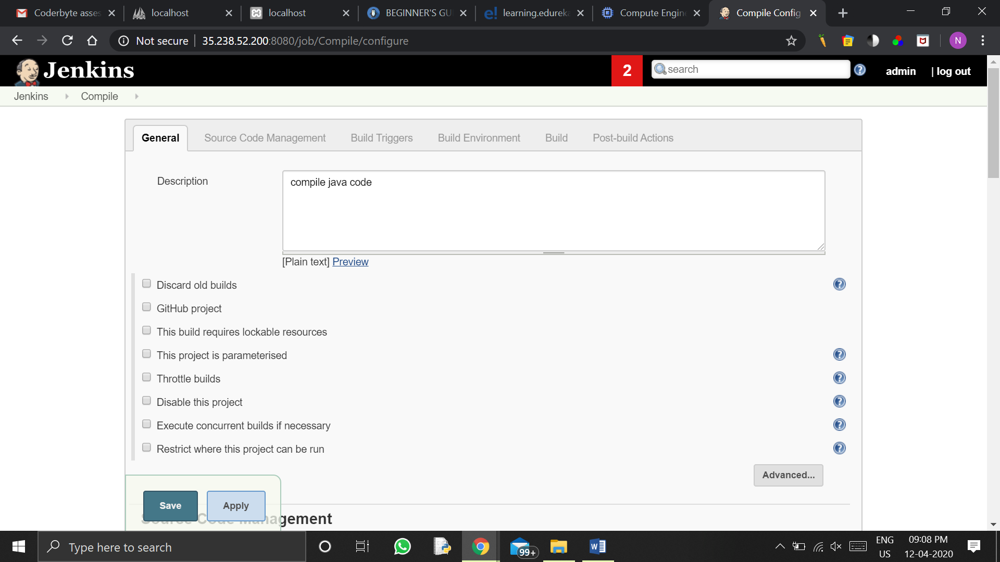 Coderbyte asses
localhost
localhost
BEGINNER'S GU
learning.edureka
Compute Engin
Compile Config
Not secure
35.238.52.200:8080/job/Compile/configure
N
Jenkins
2
search
admin
| log out
Jenkins
Compile
General
Source Code Management
Build Triggers
Build Environment
Build
Post-build Actions
Description
compile java code
[Plain text] Preview
Discard old builds
GitHub project
This build requires lockable resources
This project is parameterised
Throttle builds
Disable this project
Execute concurrent builds if necessary
Restrict where this project can be run
Advanced...
Save
Apply
Source Code Management
Type here to search
99+
ENG
US
09:08 PM
12-04-2020